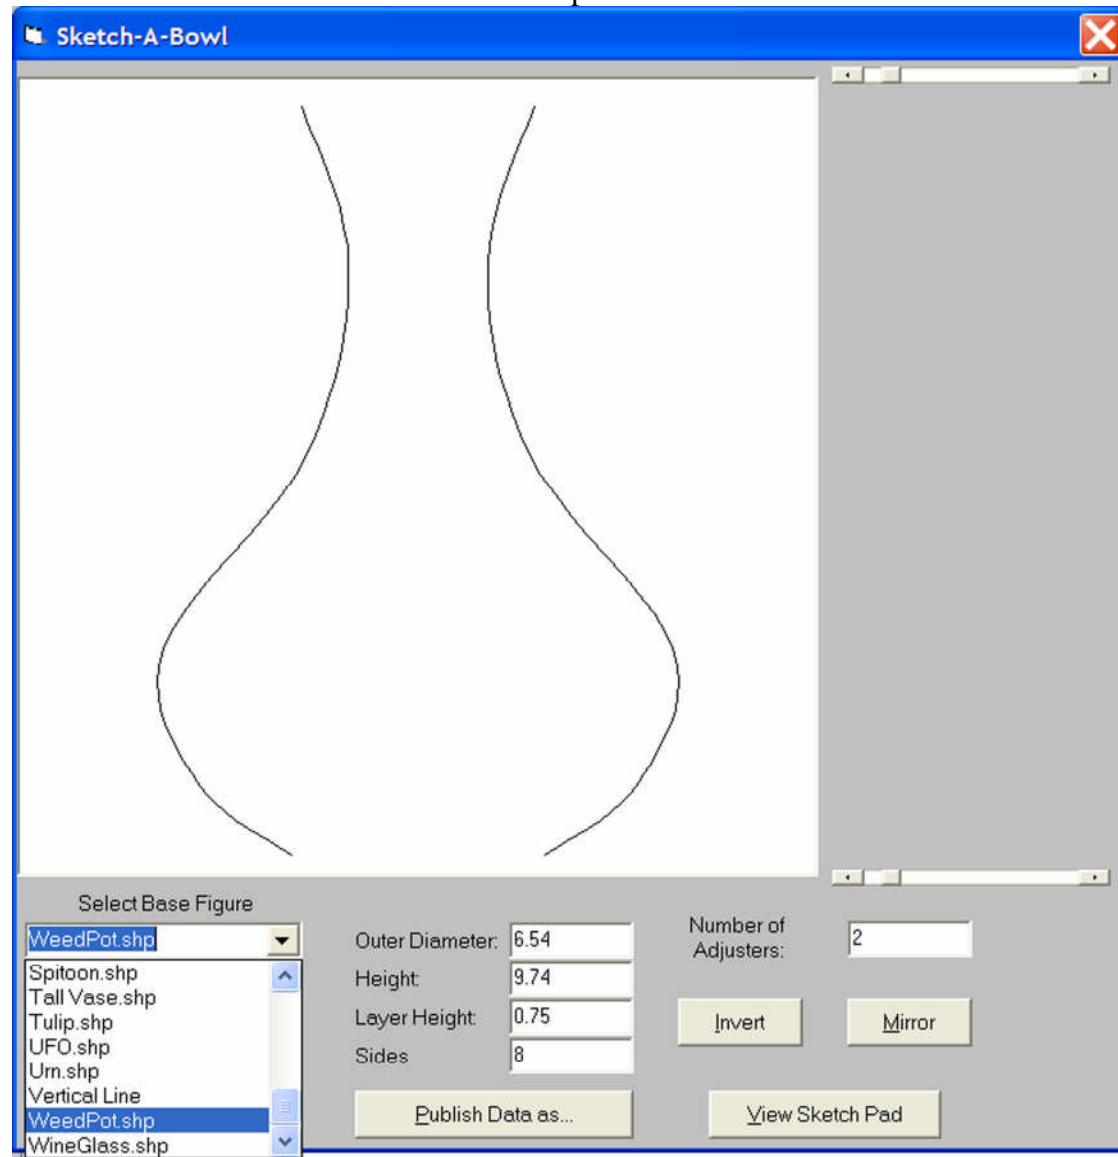 Sketch-A-Bowl
Select Base Figure
WeedPot.shp
Spitoon.shp
Tall Vase.shp
Tulip.shp
UFO.shp
Urn.shp
Vertical Line
WeedPot.shp
WineGlass.shp
Outer Diameter: 6.54
Height: 9.74
Layer Height: 0.75
Sides 8
Publish Data as...
Number of
Adjusters: 2
Invert Mirror
View Sketch Pad